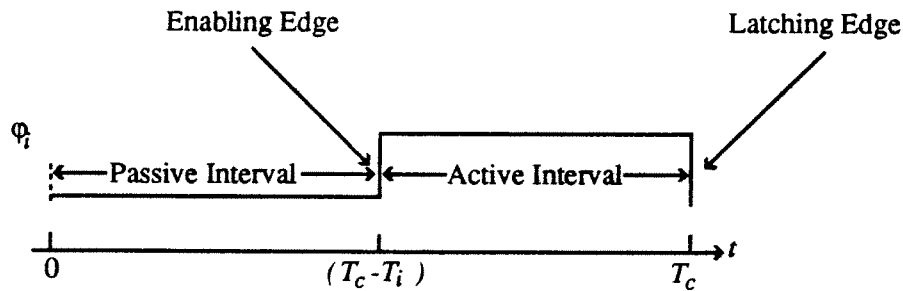 Enabling Edge
Latching Edge
φi
Passive Interval
Active Interval
t
0
(Tc-Ti)
Tc